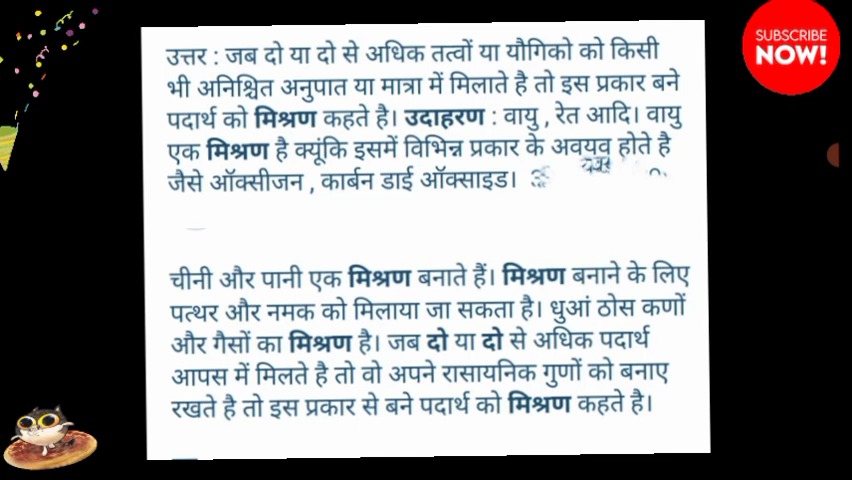 उत्तर : जब दो या दो से अधिक तत्वों या यौगिको को किसी
भी अनिश्चित अनुपात या मात्रा में मिलाते है तो इस प्रकार बने
पदार्थ को मिश्रण कहते है। उदाहरण : वायु , रेत आदि। वायु
एक मिश्रण है क्यूंकि इसमें विभिन्न प्रकार के अवयव होते है
जैसे ऑक्सीजन , कार्बन डाई ऑक्साइड।
चीनी और पानी एक मिश्रण बनाते हैं। मिश्रण बनाने के लिए
पत्थर और नमक को मिलाया जा सकता है। धुआं ठोस कणों
और गैसों का मिश्रण है। जब दो या दो से अधिक पदार्थ
आपस में मिलते है तो वो अपने रासायनिक गुणों को बनाए
रखते है तो इस प्रकार से बने पदार्थ को मिश्रण कहते है।
SUBSCRIBE
NOW!